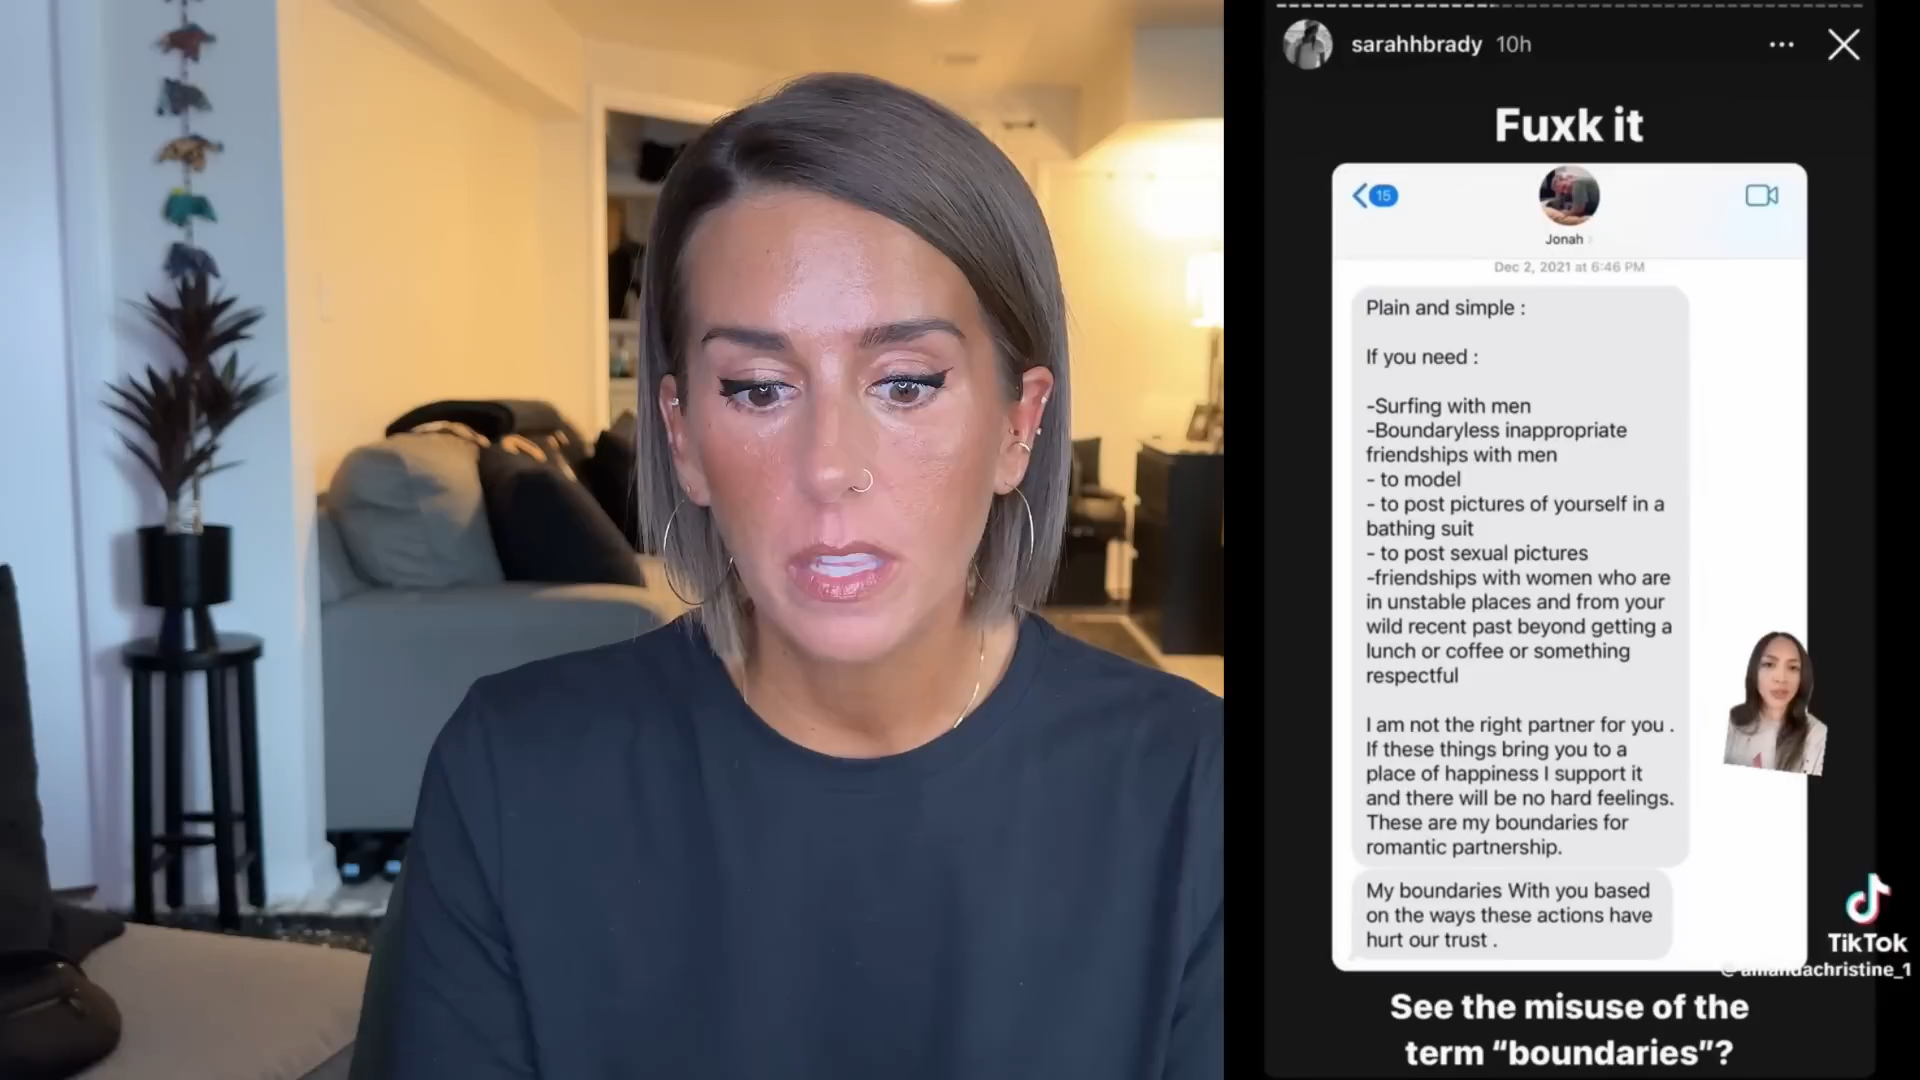 sarahhbrady 10h
Fuxk it
15
Jonah
Dec 2, 2021 at 6:46 PM
Plain and simple :
If you need :
-Surfing with men
-Boundaryless inappropriate
friendships with men
- to model
- to post pictures of yourself in a
bathing suit
- to post sexual pictures
-friendships with women who are
in unstable places and from your
wild recent past beyond getting a
lunch or coffee or something
respectful
I am not the right partner for you .
If these things bring you to a
place of happiness I support it
and there will be no hard feelings.
These are my boundaries for
romantic partnership.
My boundaries With you based
on the ways these actions have
hurt our trust .
TikTok
@amandachristine_1
See the misuse of the
term “boundaries”?